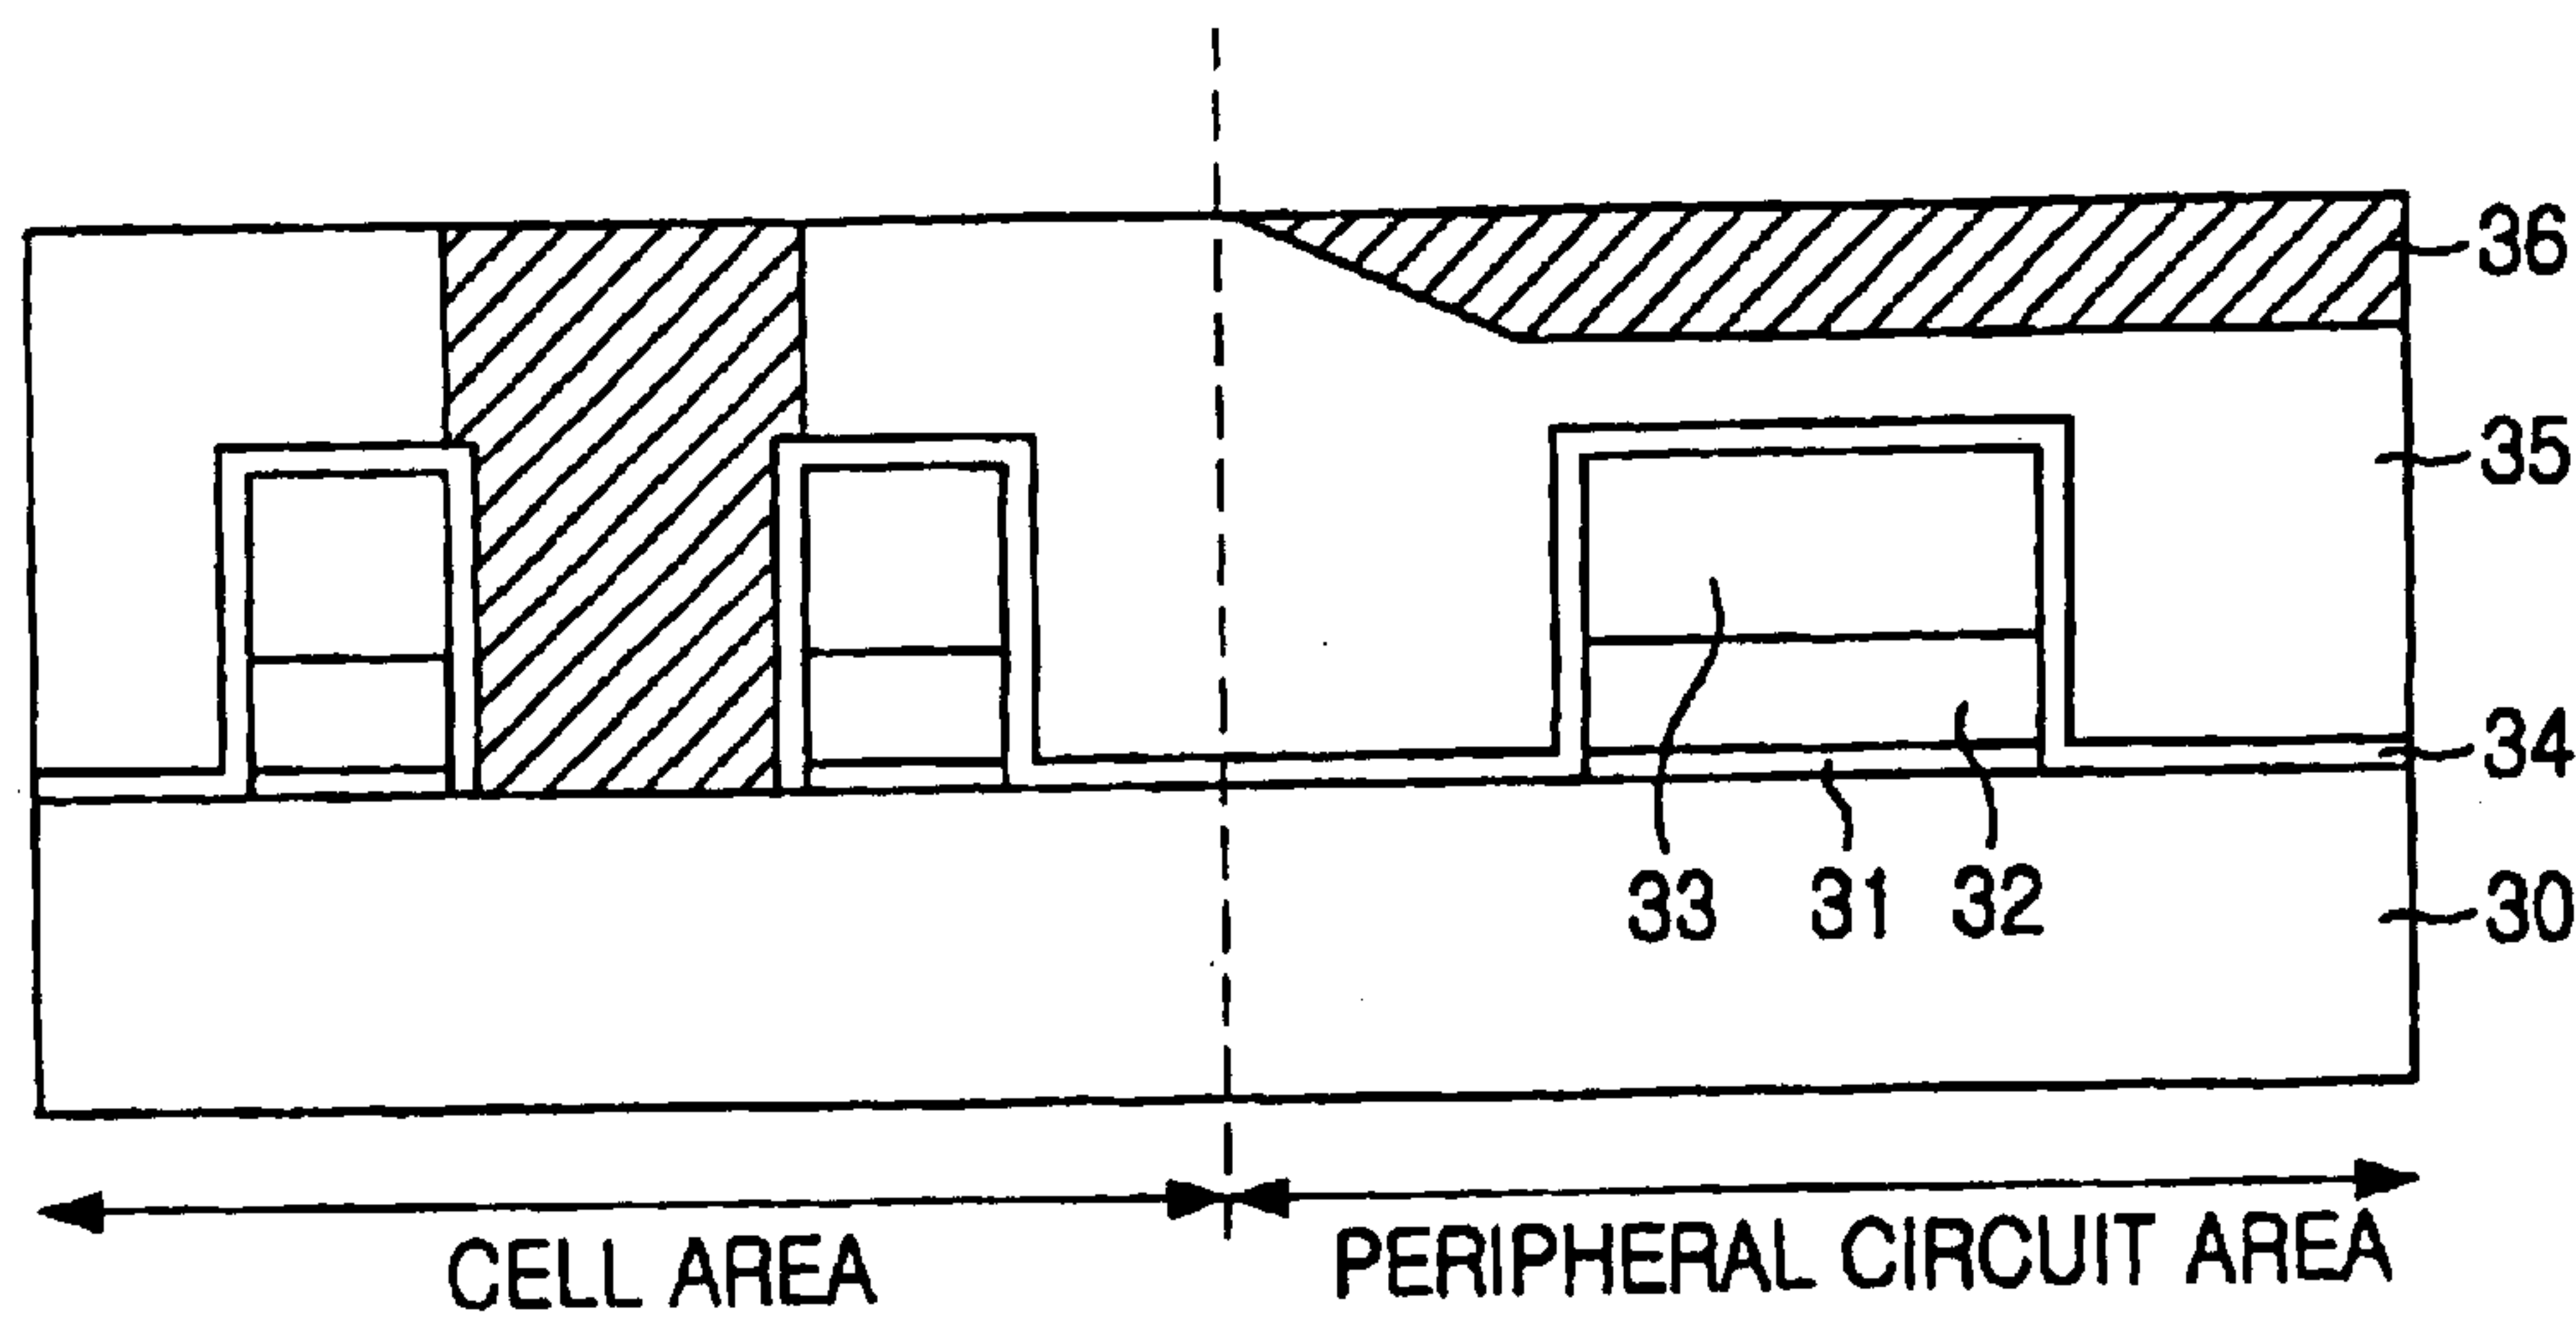 36
35
34
33 31 32 30
CELL AREA PERIPHERAL CIRCUIT AREA